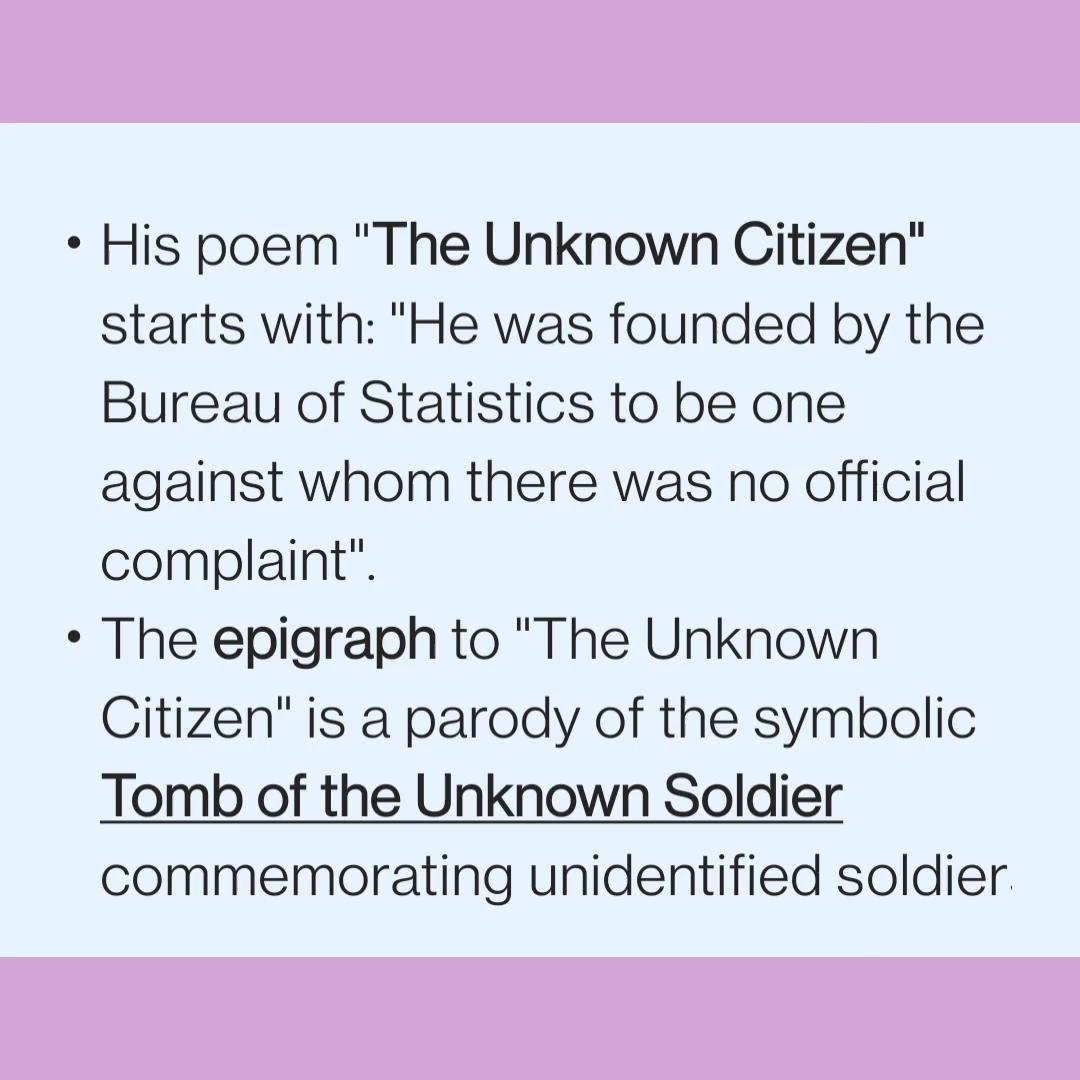 • His poem "The Unknown Citizen"
starts with: "He was founded by the
Bureau of Statistics to be one
against whom there was no official
complaint".
• The epigraph to "The Unknown
Citizen" is a parody of the symbolic
Tomb of the Unknown Soldier
commemorating unidentified soldier